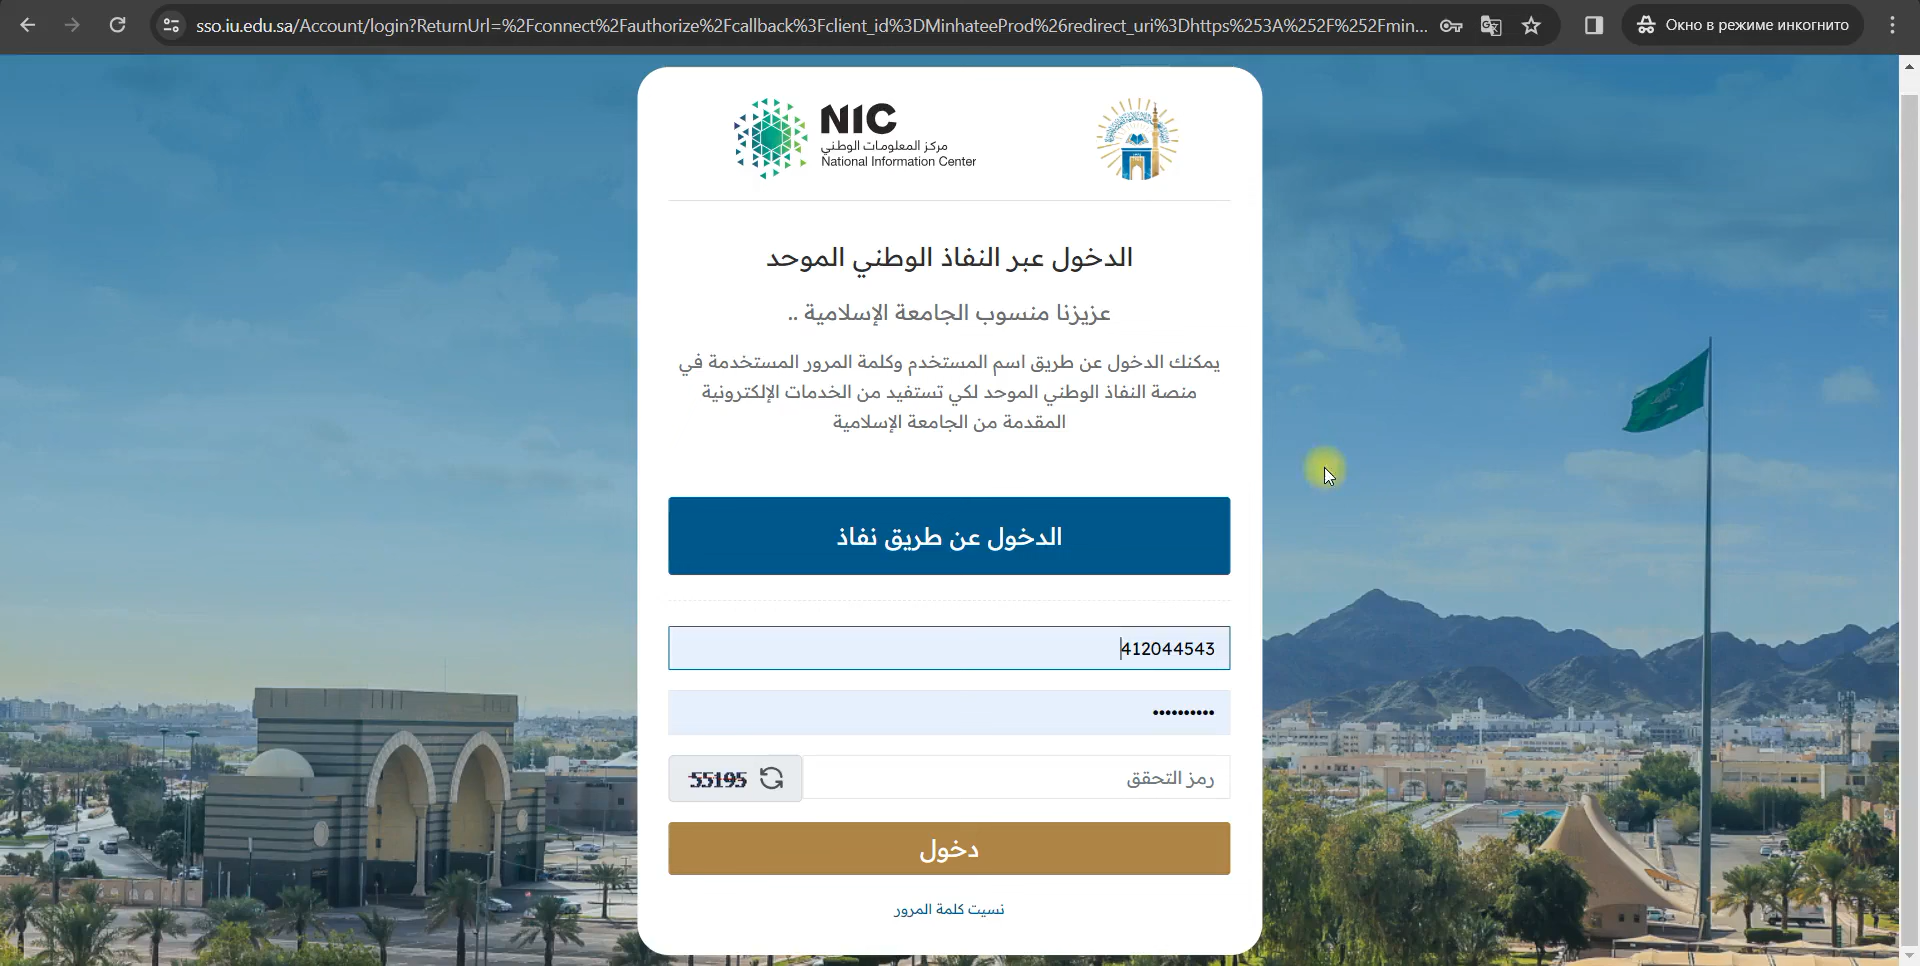 sso.iu.edu.sa/Account/login?ReturnUrl=%2Fconnect%2Fauthorize%2Fcallback%3Fclient_id%3DMinhateeProd%26redirect_uri%3Dhttps%253A%252F%252Fmin...
Окно в режиме инкогнито
NIC
مركز المعلومات الوطني
National Information Center
الدخول عبر النفاذ الوطني الموحد
عزيزنا منسوب الجامعة الإسلامية ..
يمكنك الدخول عن طريق اسم المستخدم وكلمة المرور المستخدمة في
منصة النفاذ الوطني الموحد لكي تستفيد من الخدمات الإلكترونية
المقدمة من الجامعة الإسلامية
الدخول عن طريق نفاذ
412044543
••••••••••
رمز التحقق
55195
دخول
نسيت كلمة المرور